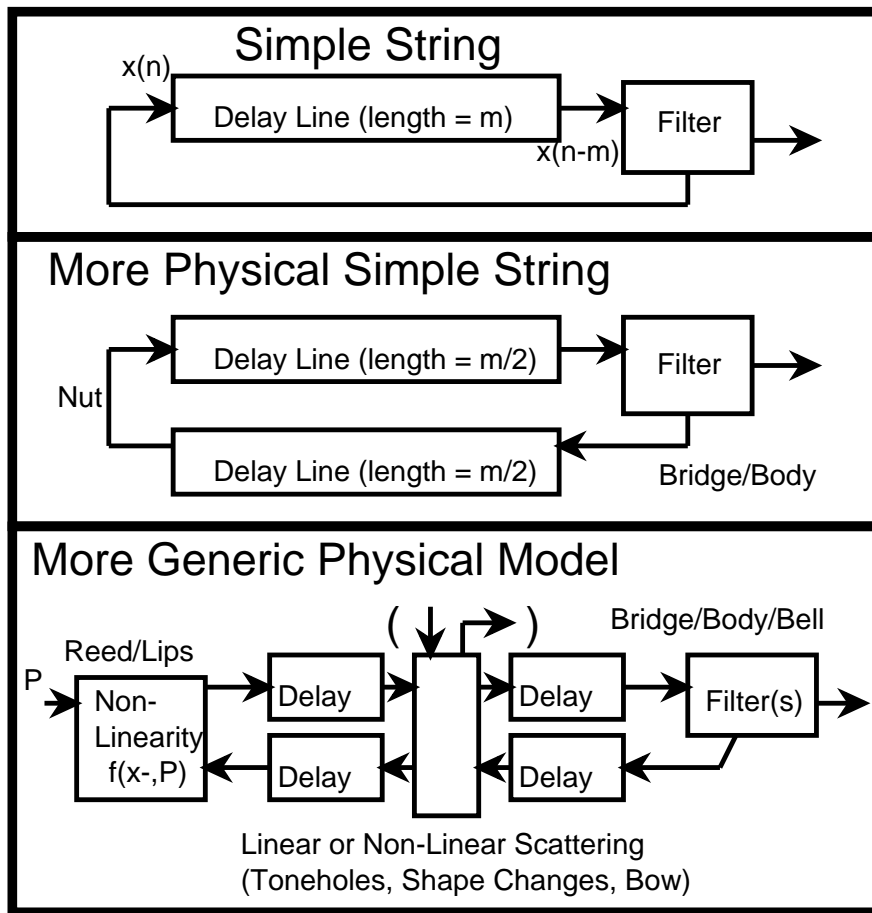 Simple String
x(n)
Delay Line (length = m)
Filter
x(n-m)
More Physical Simple String
Delay Line (length = m/2)
Filter
Nut
Delay Line (length = m/2)
Bridge/Body
More Generic Physical Model
( )
Bridge/Body/Bell
Reed/Lips
P
Non-
Linearity
f(x-,P)
Delay
Delay
Filter(s)
Delay
Delay
Linear or Non-Linear Scattering
(Toneholes, Shape Changes, Bow)